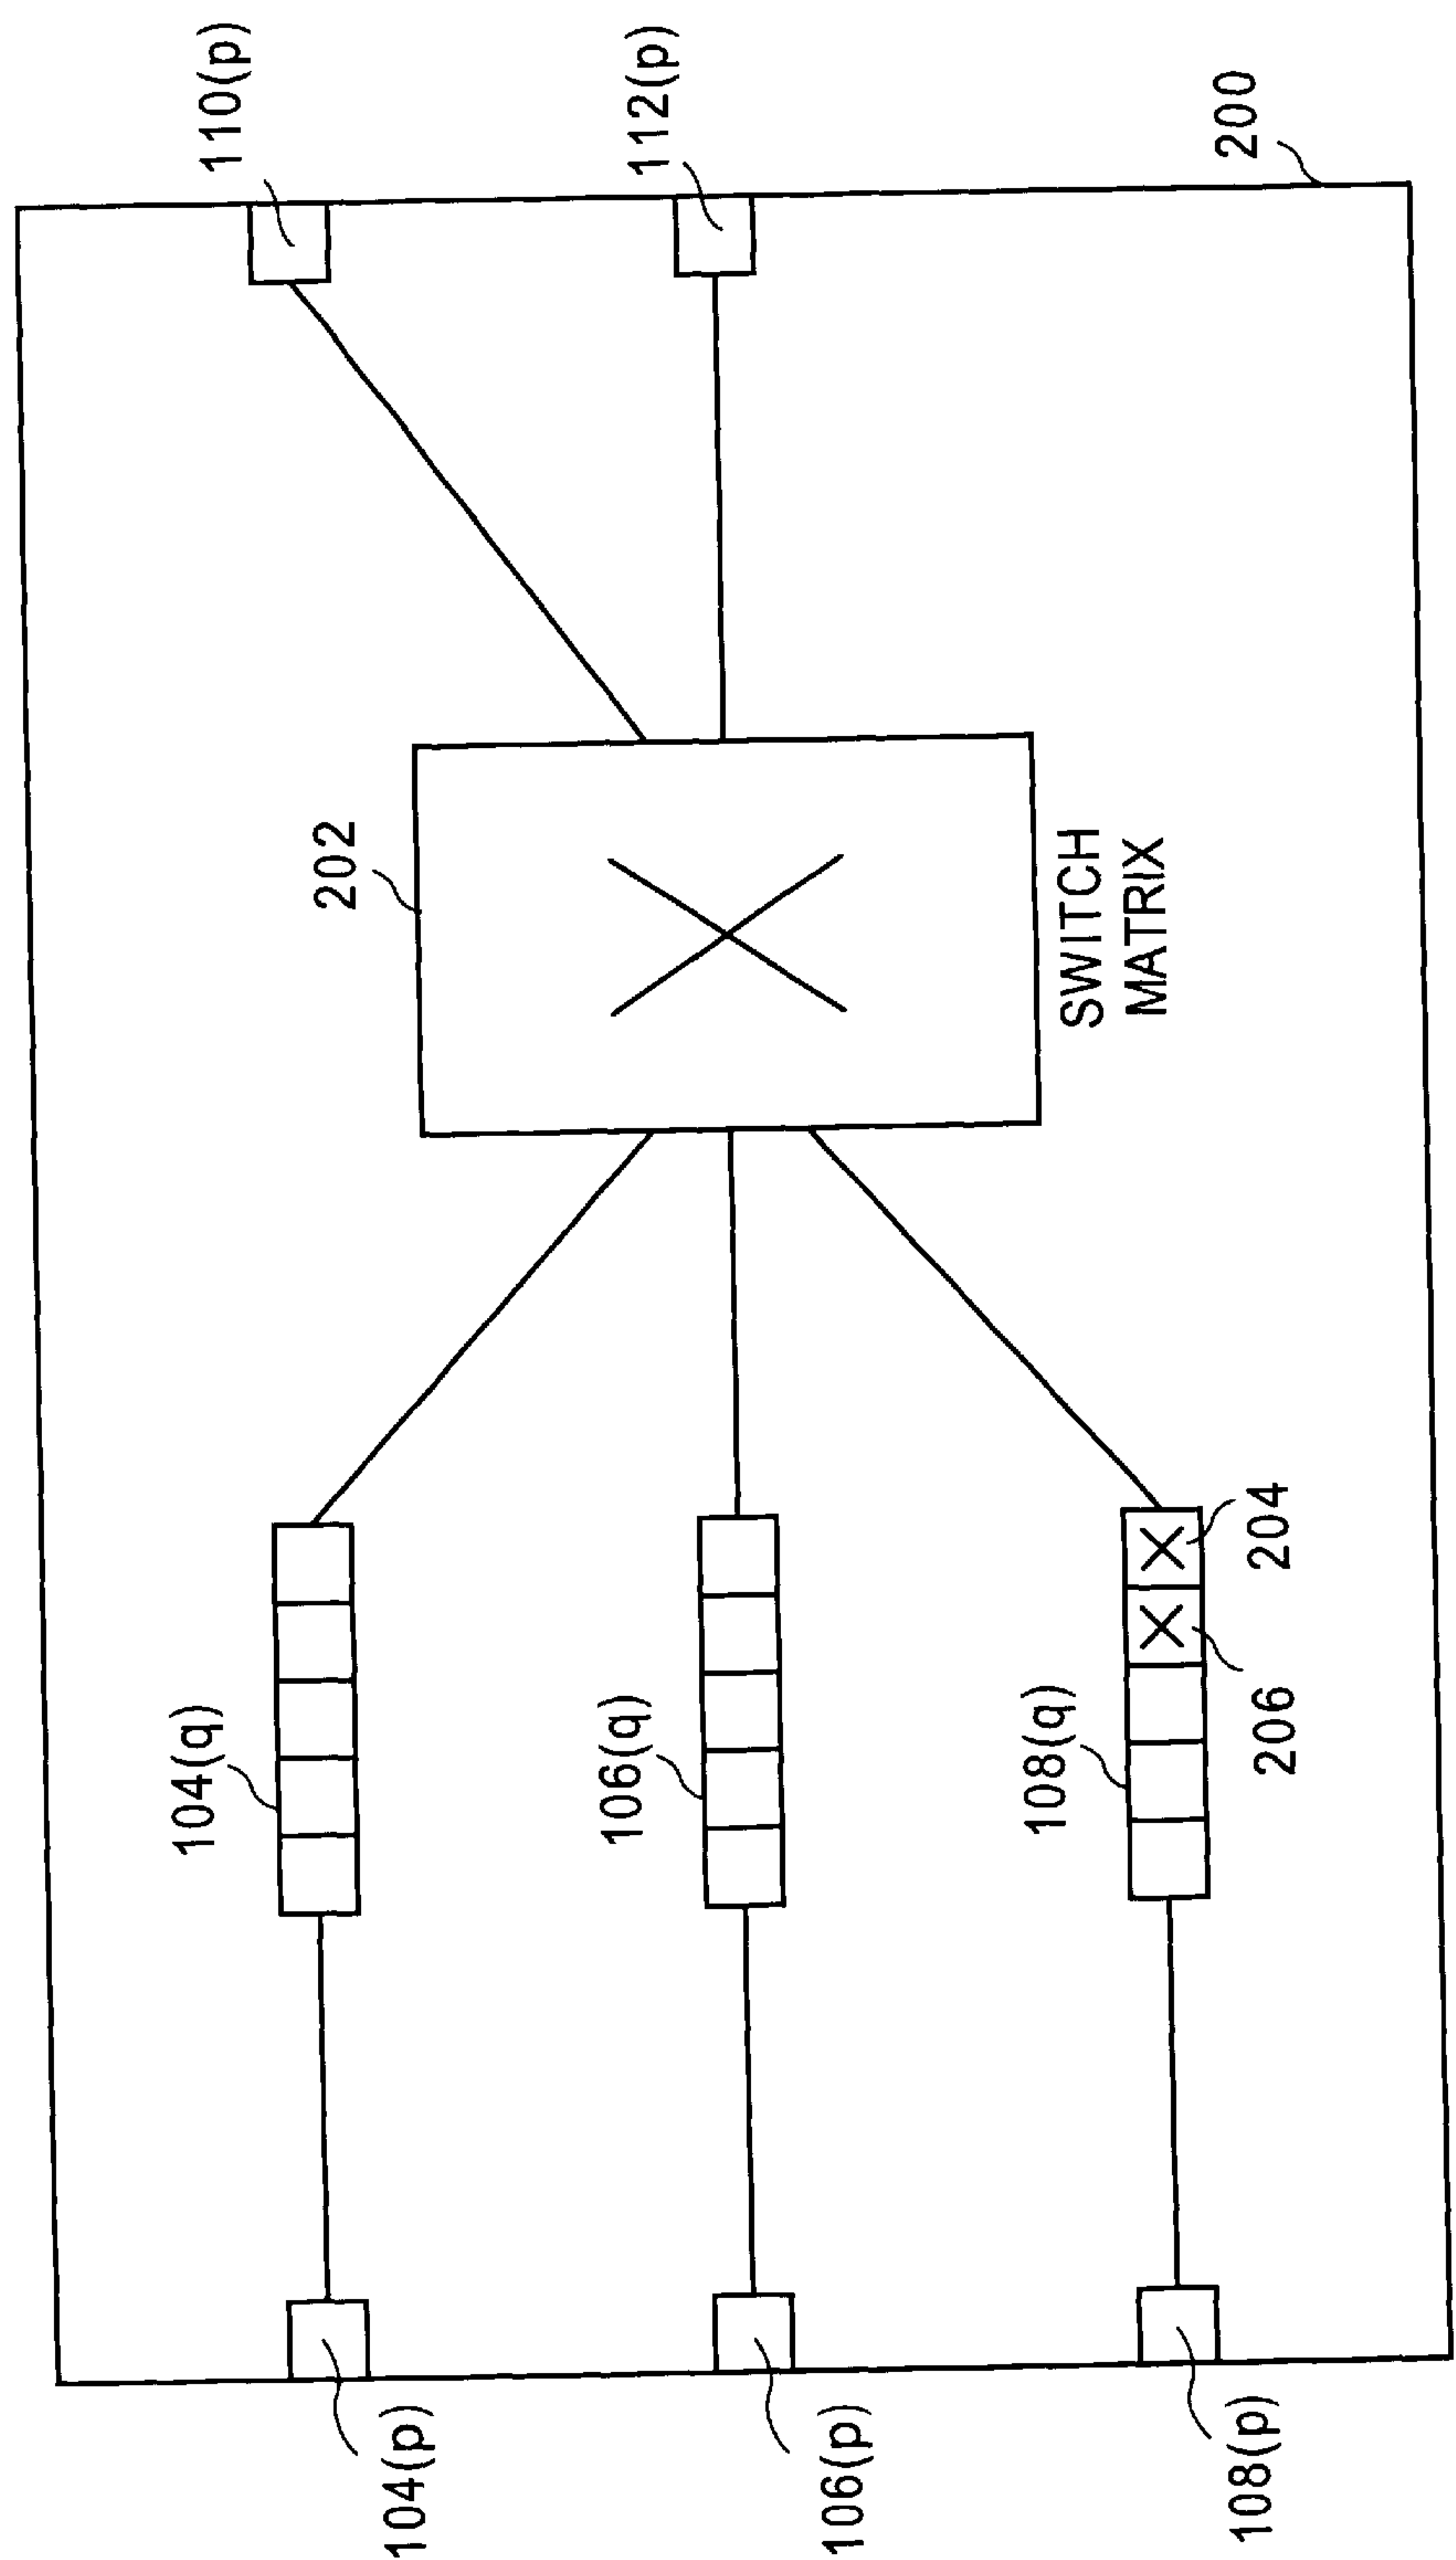 104(p)
104(q)
202
110(p)
106(p)
106(q)
112(p)
108(p)
108(q)
206
204
SWITCH
MATRIX
200